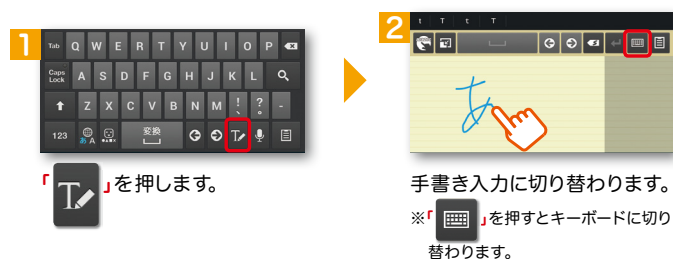 1
Tab Q W E R T Y U I O P
Caps Lock A S D F G H J K L
Z X C V B N M ! ? -
123 あ A 変換 T
「T」を押します。
2
t T t T
あ
手書き入力に切り替わります。
※「」を押すとキーボードに切り
替わります。